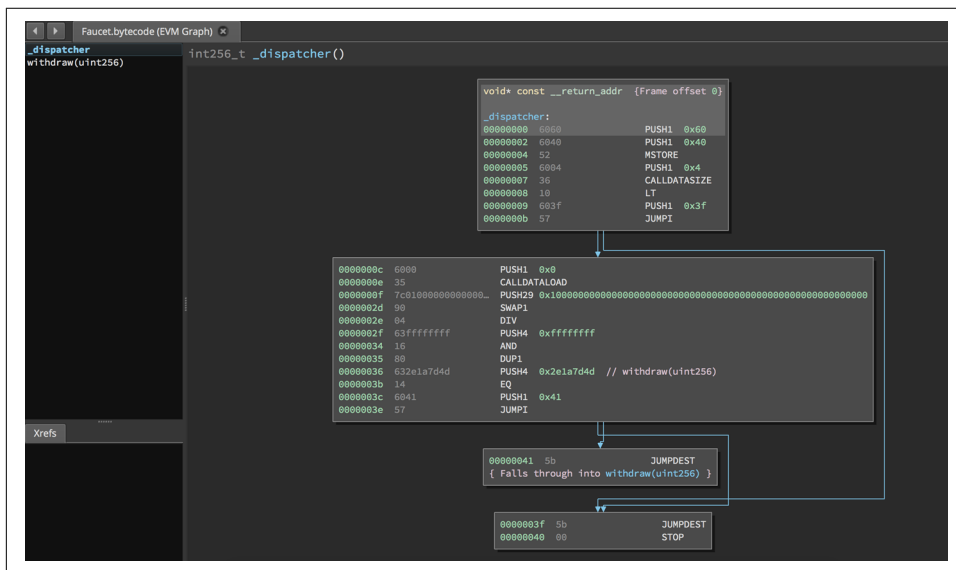 Faucet.bytecode (EVM Graph)
_dispatcher
withdraw(uint256)
int256_t _dispatcher()
void* const __return_addr {Frame offset 0}
_dispatcher:
00000000 6060 PUSH1 0x60
00000002 6040 PUSH1 0x40
00000004 52 MSTORE
00000005 6004 PUSH1 0x4
00000007 36 CALLDATASIZE
00000008 10 LT
00000009 603f PUSH1 0x3f
0000000b 57 JUMPI
0000000c 6000 PUSH1 0x0
0000000e 35 CALLDATALOAD
0000000f 7c01000000000000000… PUSH29 0x100000000000000000000000000000000000000000000000000000000
0000002d 90 SWAP1
0000002e 04 DIV
0000002f 63ffffffff PUSH4 0xffffffff
00000034 16 AND
00000035 80 DUP1
00000036 632e1a7d4d PUSH4 0x2e1a7d4d // withdraw(uint256)
0000003b 14 EQ
0000003c 6041 PUSH1 0x41
0000003e 57 JUMPI
Xrefs
00000041 5b JUMPDEST
{ Falls through into withdraw(uint256) }
0000003f 5b JUMPDEST
00000040 00 STOP